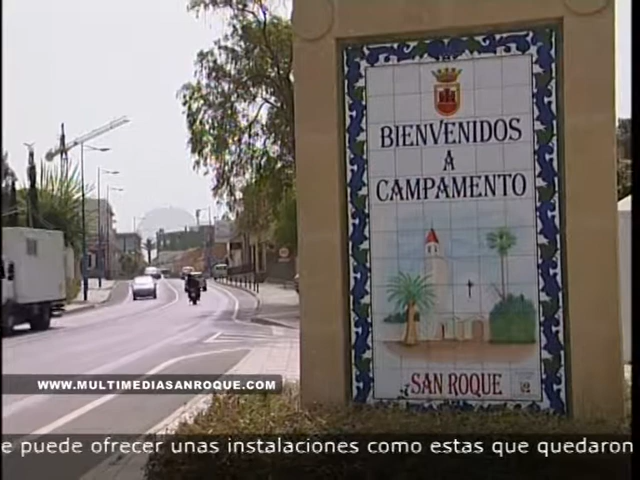 BIENVENIDOS
A
CAMPAMENTO
SAN ROQUE
WWW.MULTIMEDIASANROQUE.COM
e puede ofrecer unas instalaciones como estas que quedaron